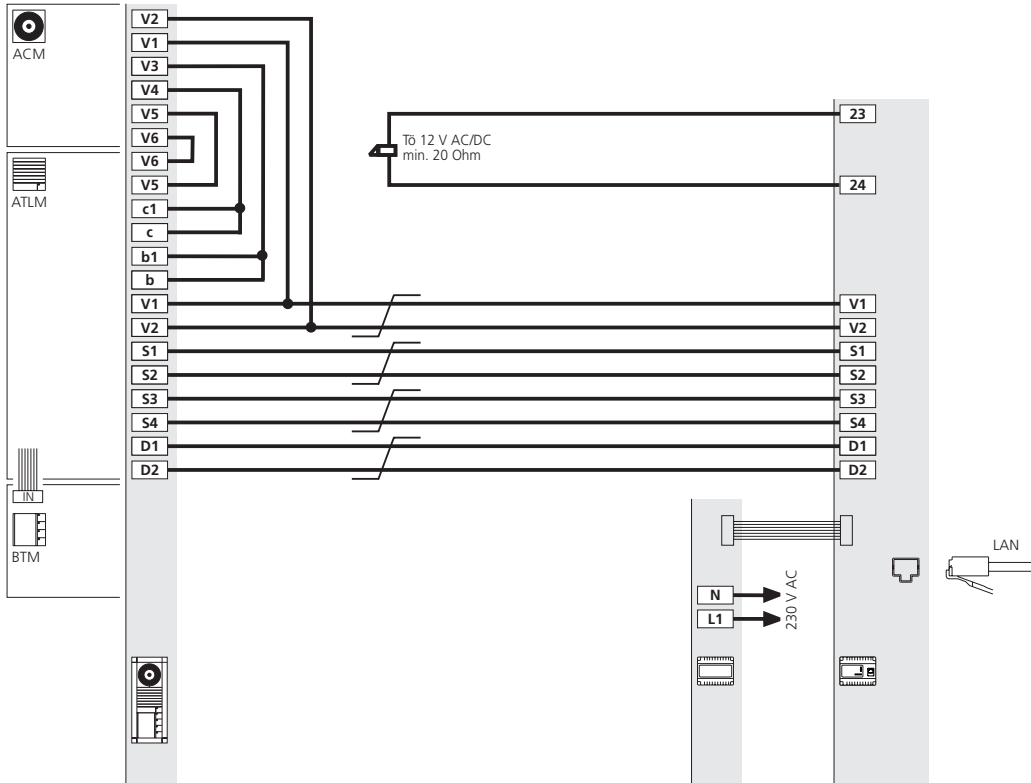 ACM
ATLM
IN
BTM
V2
V1
V3
V4
V5
V6
V6
V5
c1
c
b1
b
V1
V2
S1
S2
S3
S4
D1
D2
Tö 12 V AC/DC
min. 20 Ohm
23
24
V1
V2
S1
S2
S3
S4
D1
D2
N
L1
230 V AC
LAN